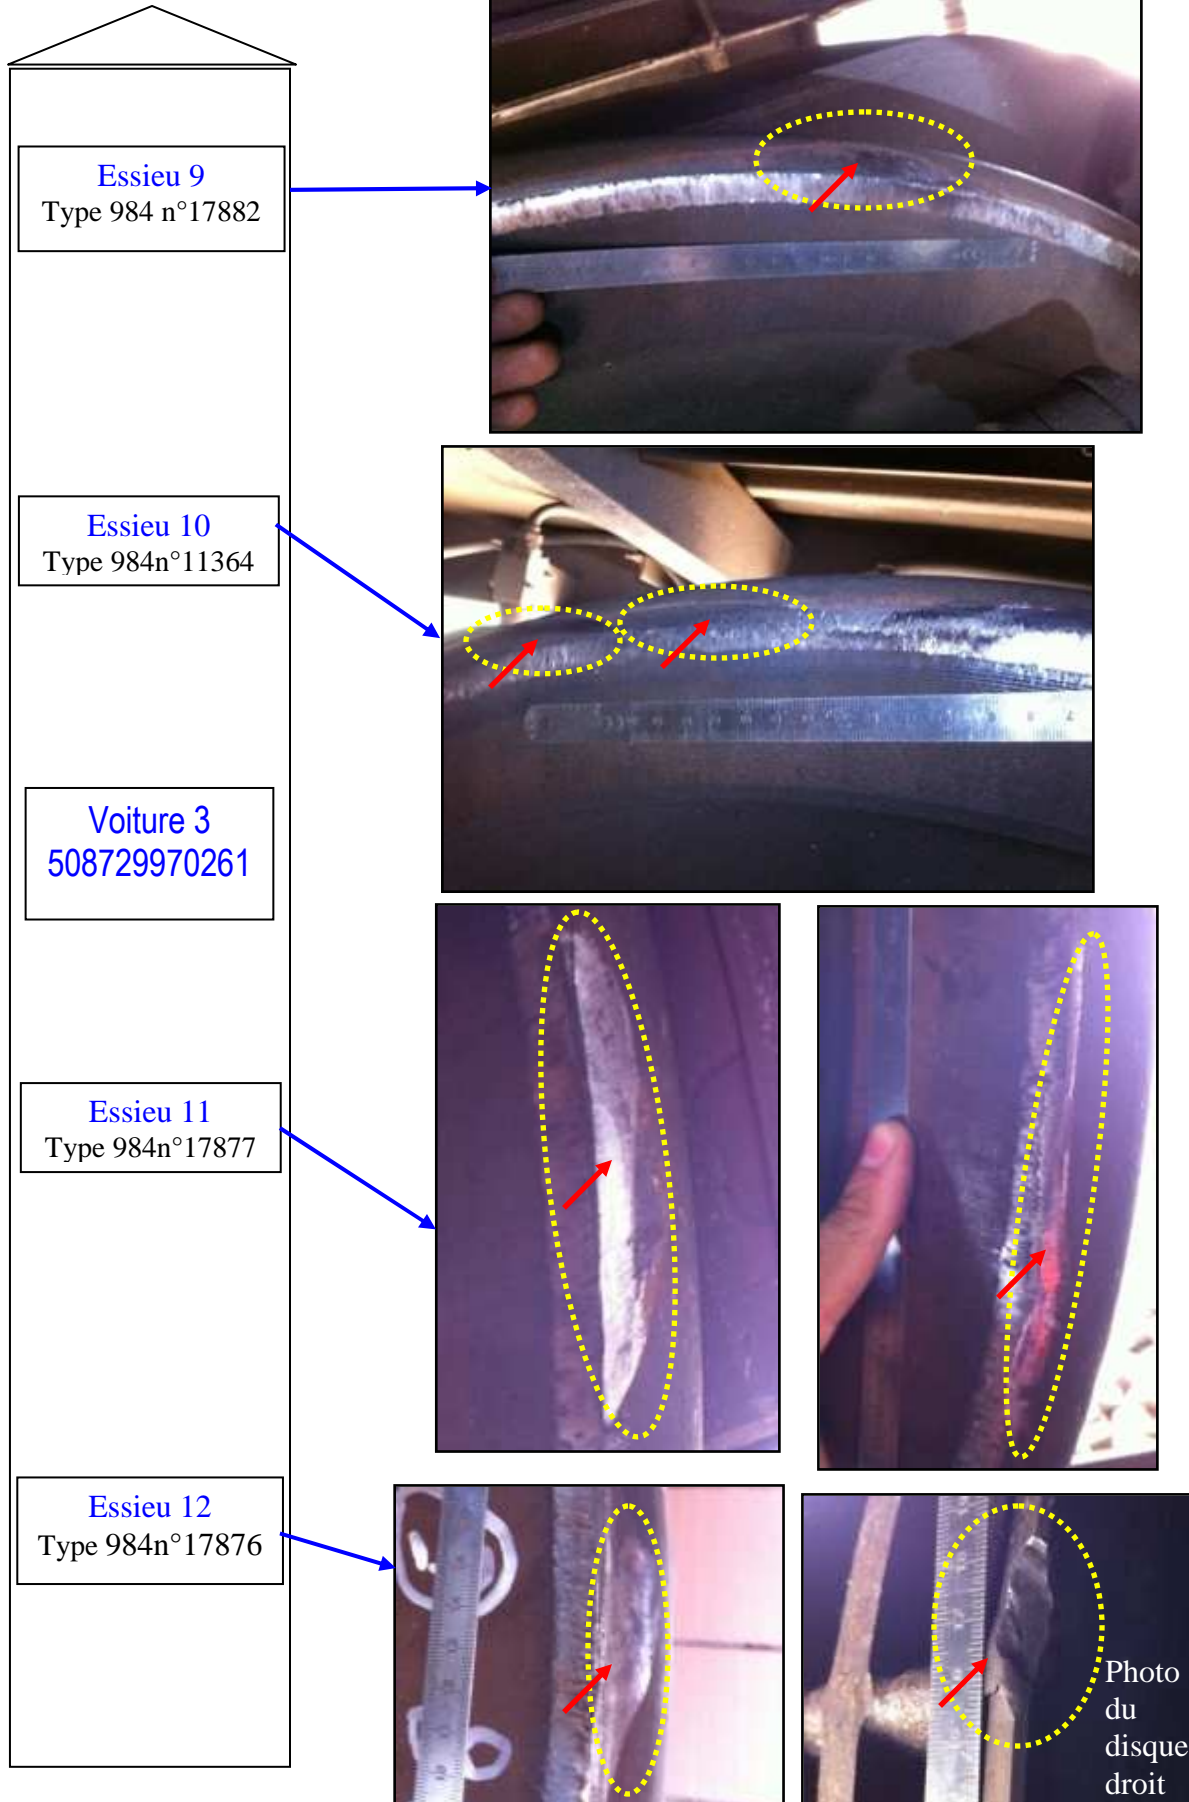 Essieu 9
Type 984 n°17882
Essieu 10
Type 984n°11364
Voiture 3
508729970261
Essieu 11
Type 984n°17877
Essieu 12
Type 984n°17876
Photo
du
disque
droit